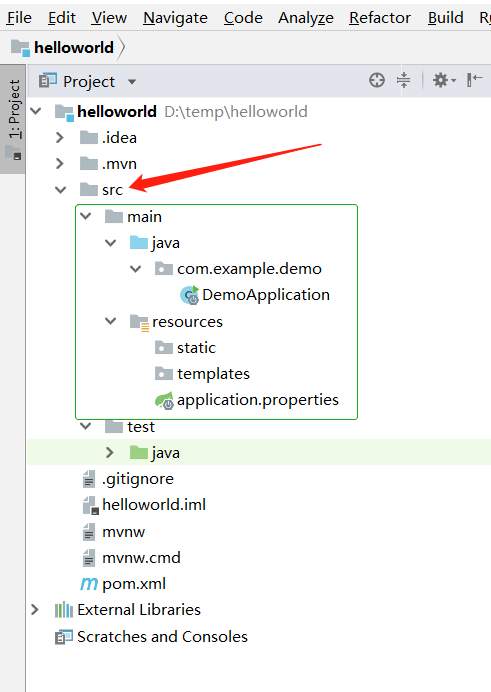 File Edit View Navigate Code Analyze Refactor Build R
helloworld
Project
1: Project
helloworld D:\temp\helloworld
.idea
.mvn
src
main
java
com.example.demo
DemoApplication
resources
static
templates
application.properties
test
java
.gitignore
helloworld.iml
mvnw
mvnw.cmd
pom.xml
External Libraries
Scratches and Consoles